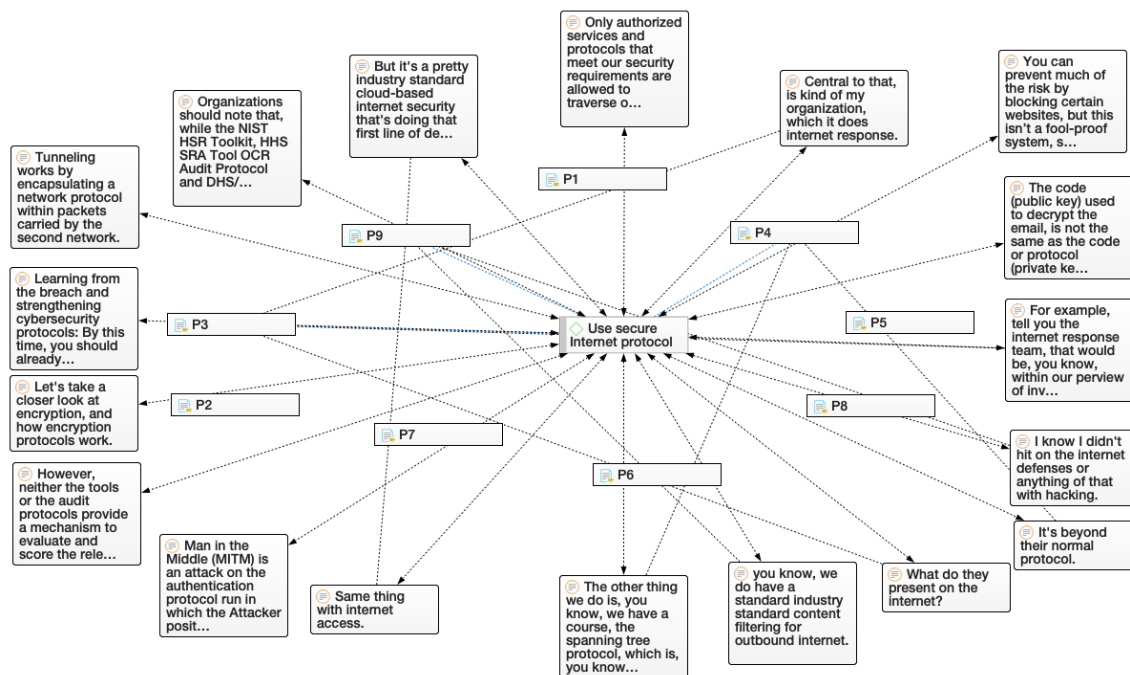 Only authorized
services and
protocols that
meet our security
requirements are
allowed to
traverse o...
But it's a pretty
industry standard
cloud-based
internet security
that's doing that
first line of de...
Central to that,
is kind of my
organization,
which it does
internet response.
You can
prevent much of
the risk by
blocking certain
websites, but this
isn't a fool-proof
system, s...
Organizations
should note that,
while the NIST
HSR Toolkit, HHS
SRA Tool OCR
Audit Protocol
and DHS/...
Tunneling
works by
encapsulating a
network protocol
within packets
carried by the
second network.
P1
The code
(public key) used
to decrypt the
email, is not the
same as the code
or protocol
(private ke...
P9
P4
Learning from
the breach and
strengthening
cybersecurity
protocols: By this
time, you should
already...
P3
Use secure
Internet protocol
P5
For example,
tell you the
internet response
team, that would
be, you know,
within our perview
of inv...
Let's take a
closer look at
encryption, and
how encryption
protocols work.
P2
P8
P7
I know I didn't
hit on the internet
defenses or
anything of that
with hacking.
However,
neither the tools
or the audit
protocols provide
a mechanism to
evaluate and
score the rele...
P6
It's beyond
their normal
protocol.
Man in the
Middle (MITM) is
an attack on the
authentication
protocol run in
which the Attacker
posit...
Same thing
with internet
access.
The other thing
we do is, you
know, we have a
course, the
spanning tree
protocol, which is,
you know...
you know, we
do have a
standard industry
standard content
filtering for
outbound internet.
What do they
present on the
internet?